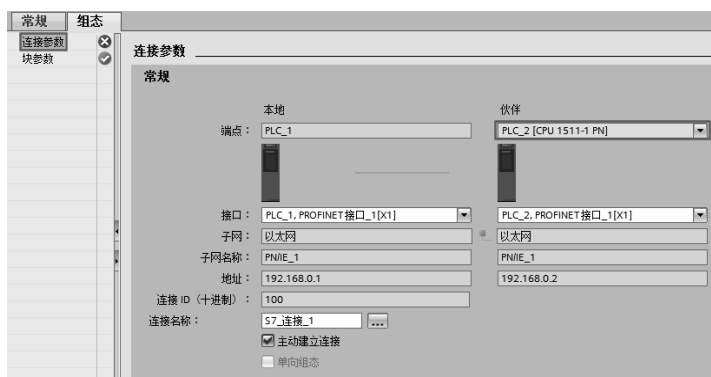 常规 组态
连接参数
块参数
连接参数
常规
本地 伙伴
端点： PLC_1 PLC_2 [CPU 1511-1 PN]
接口： PLC_1, PROFINET接口_1[X1] PLC_2, PROFINET接口_1[X1]
子网： 以太网 以太网
子网名称： PN/IE_1 PN/IE_1
地址： 192.168.0.1 192.168.0.2
连接 ID（十进制）： 100
连接名称： S7_连接_1 ...
主动建立连接
单向组态